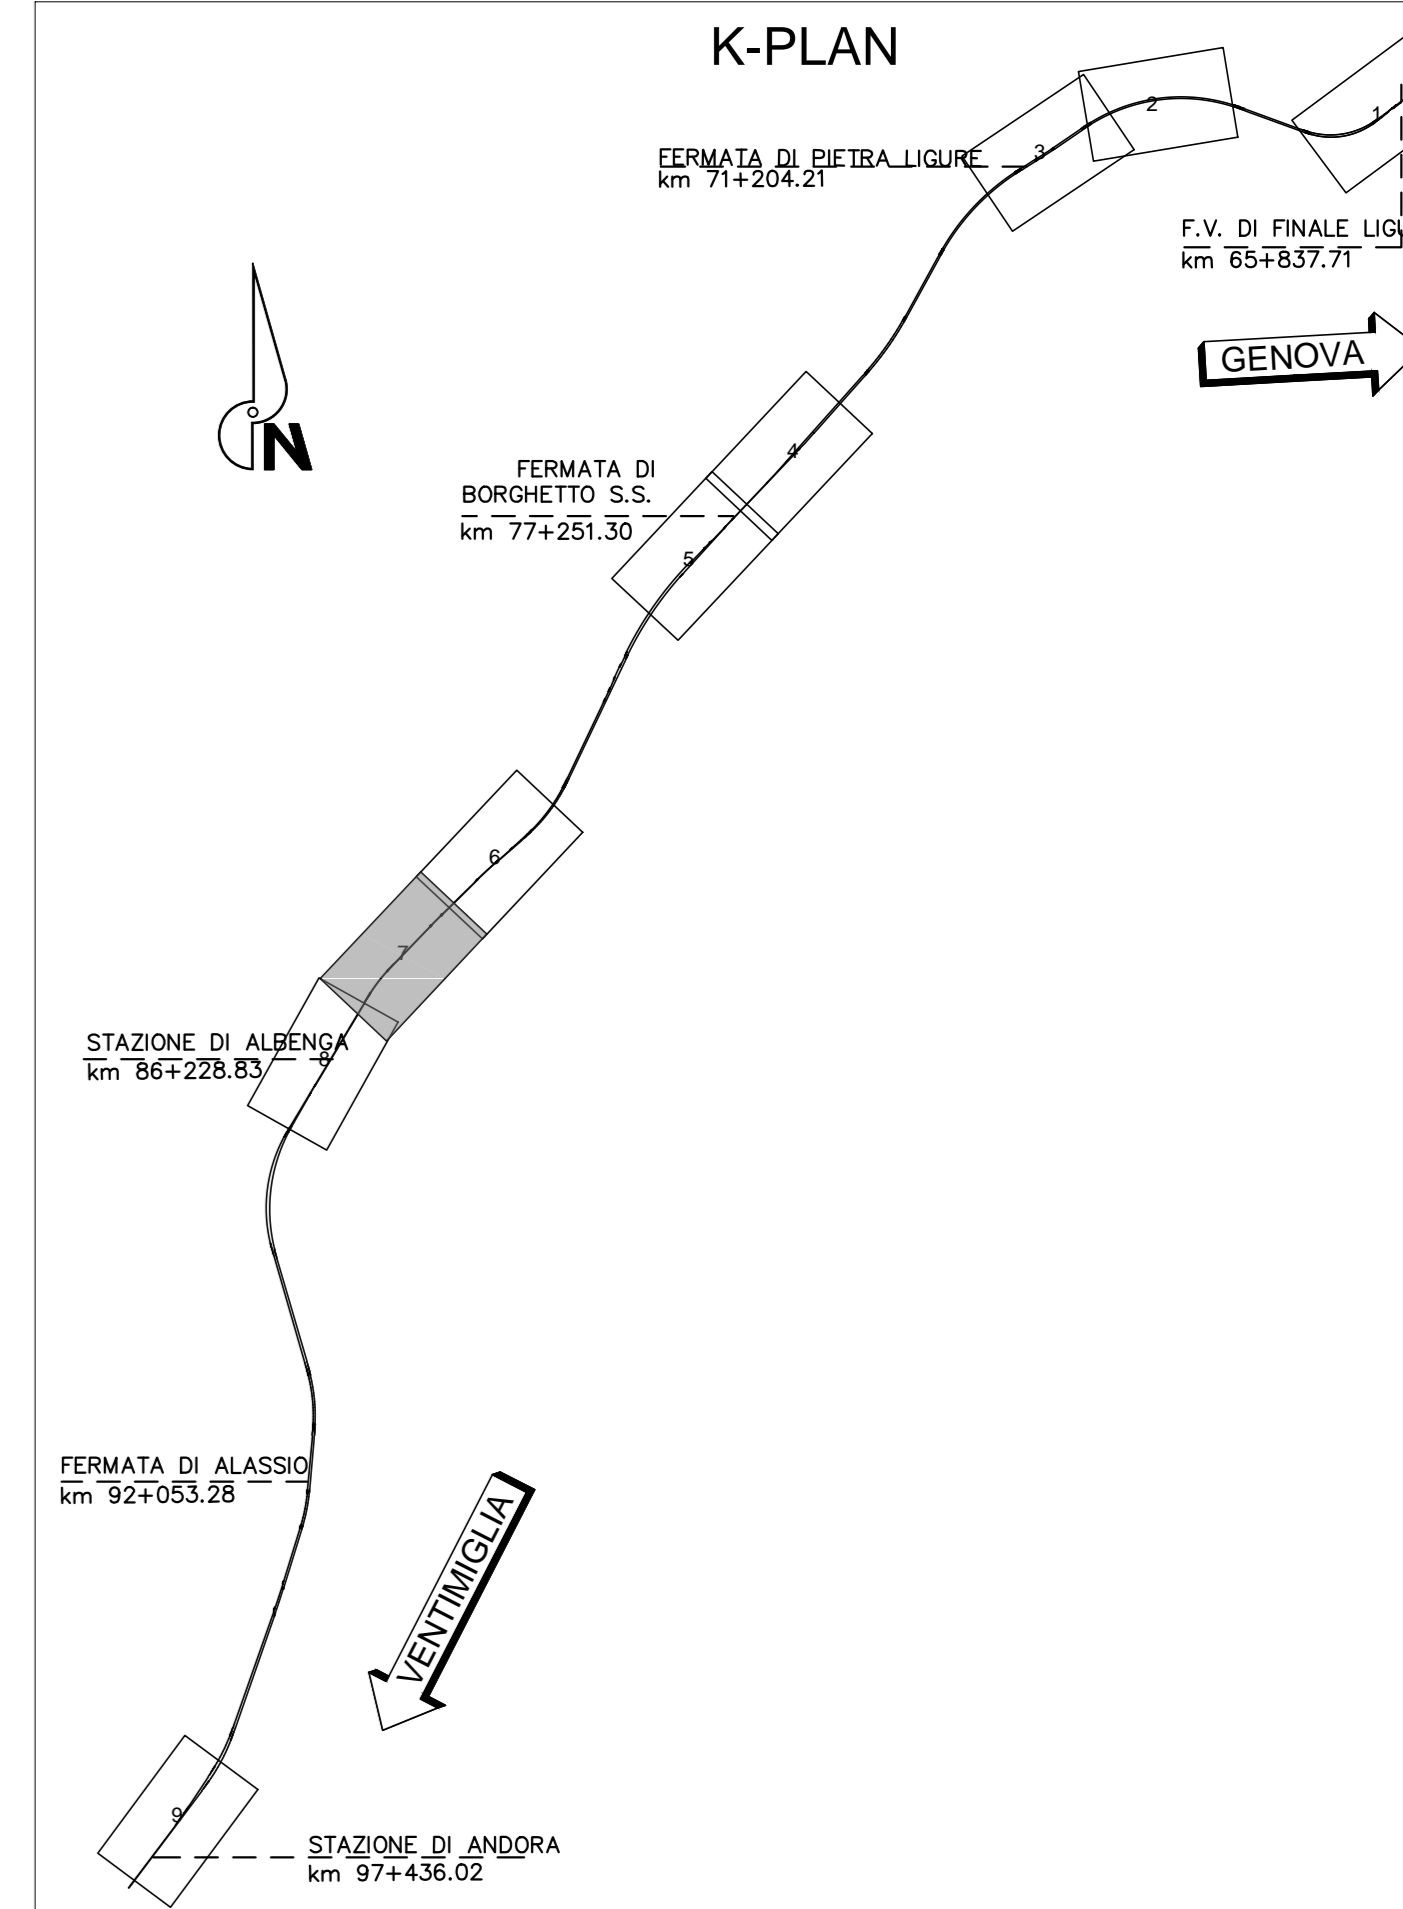 K-PLAN
1
2
3
FERMATA DI PIETRA LIGURE
km 71+204.21
F.V. DI FINALE
km 65+837.71
GENOVA
N
4
FERMATA DI
BORGHETTO S.S.
km 77+251.30
5
6
7
STAZIONE DI ALBENGA
km 86+228.83
8
FERMATA DI ALASSIO
km 92+053.28
VENTIMIGLIA
9
STAZIONE DI ANDORA
km 97+436.02